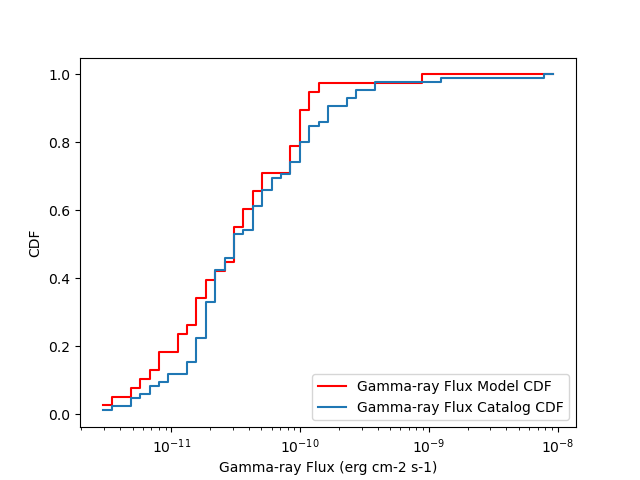 1.0
0.8
0.6
0.4
0.2
0.0
CDF
Gamma-ray Flux Model CDF
Gamma-ray Flux Catalog CDF
10⁻¹¹ 10⁻¹⁰ 10⁻⁹ 10⁻⁸
Gamma-ray Flux (erg cm-2 s-1)